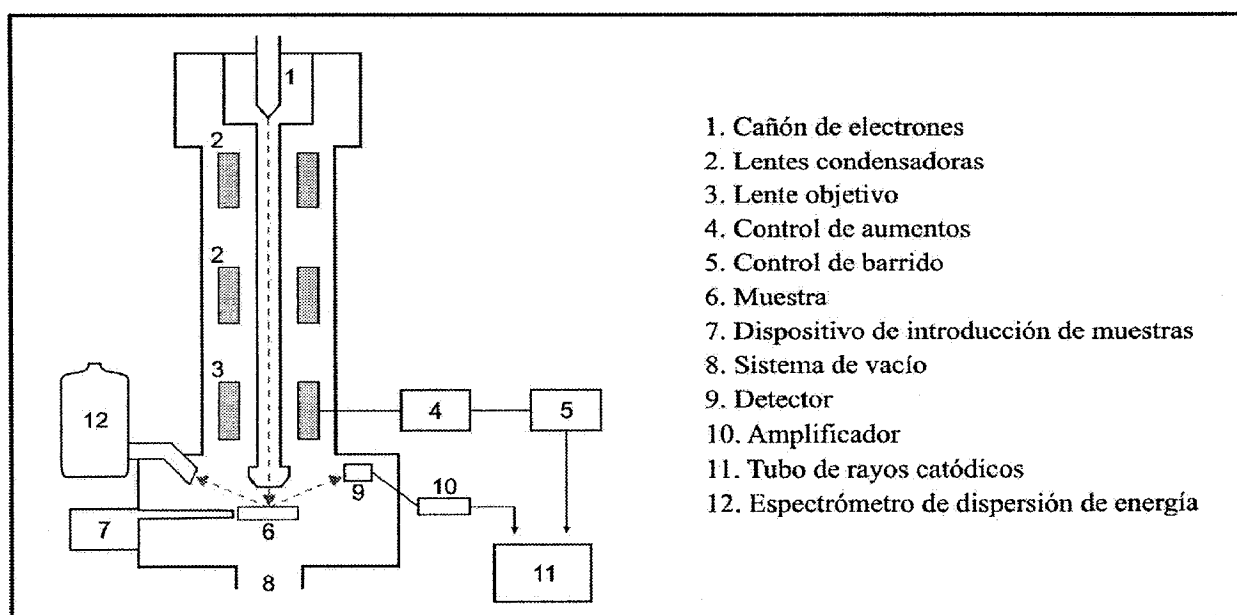 1
2
2
3
4
5
12
9
10
7
6
8
11
1. Cañón de electrones
2. Lentes condensadoras
3. Lente objetivo
4. Control de aumentos
5. Control de barrido
6. Muestra
7. Dispositivo de introducción de muestras
8. Sistema de vacío
9. Detector
10. Amplificador
11. Tubo de rayos catódicos
12. Espectrómetro de dispersión de energía